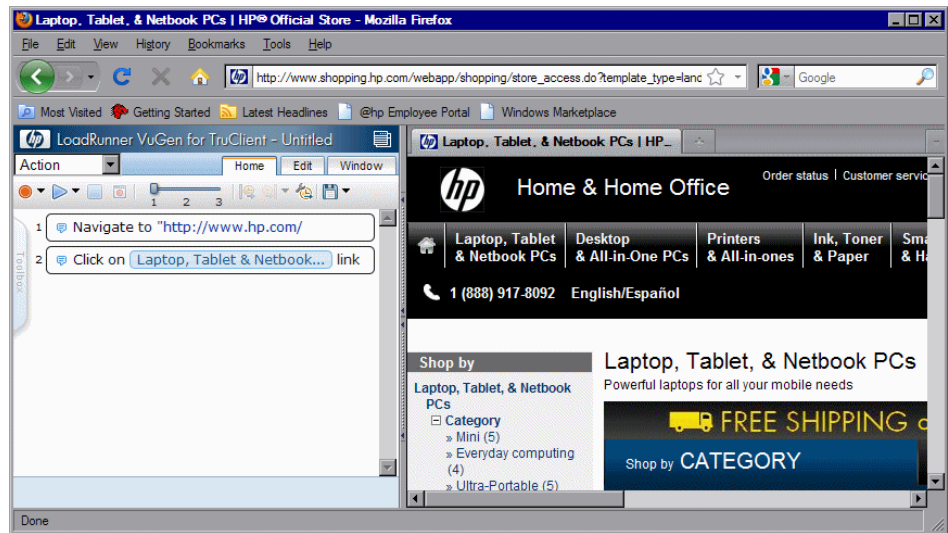 Laptop, Tablet, & Netbook PCs | HP® Official Store - Mozilla Firefox
File Edit View History Bookmarks Tools Help
http://www.shopping.hp.com/webapp/shopping/store_access.do?template_type=land
Google
Most Visited Getting Started Latest Headlines @hp Employee Portal Windows Marketplace
hp LoadRunner VuGen for TruClient - Untitled
Action Home Edit Window
1 2 3
1 Navigate to "http://www.hp.com/
2 Click on Laptop, Tablet & Netbook... link
Toolbox
Laptop, Tablet, & Netbook PCs | HP...
hp Home & Home Office Order status | Customer servic
Laptop, Tablet & Netbook PCs
Desktop & All-in-One PCs
Printers & All-in-ones
Ink, Toner & Paper
Sma & H
1 (888) 917-8092 English/Español
Shop by
Laptop, Tablet, & Netbook
PCs
Category
» Mini (5)
» Everyday computing
(4)
» Ultra-Portable (5)
Laptop, Tablet, & Netbook PCs
Powerful laptops for all your mobile needs
FREE SHIPPING
Shop by CATEGORY
Done